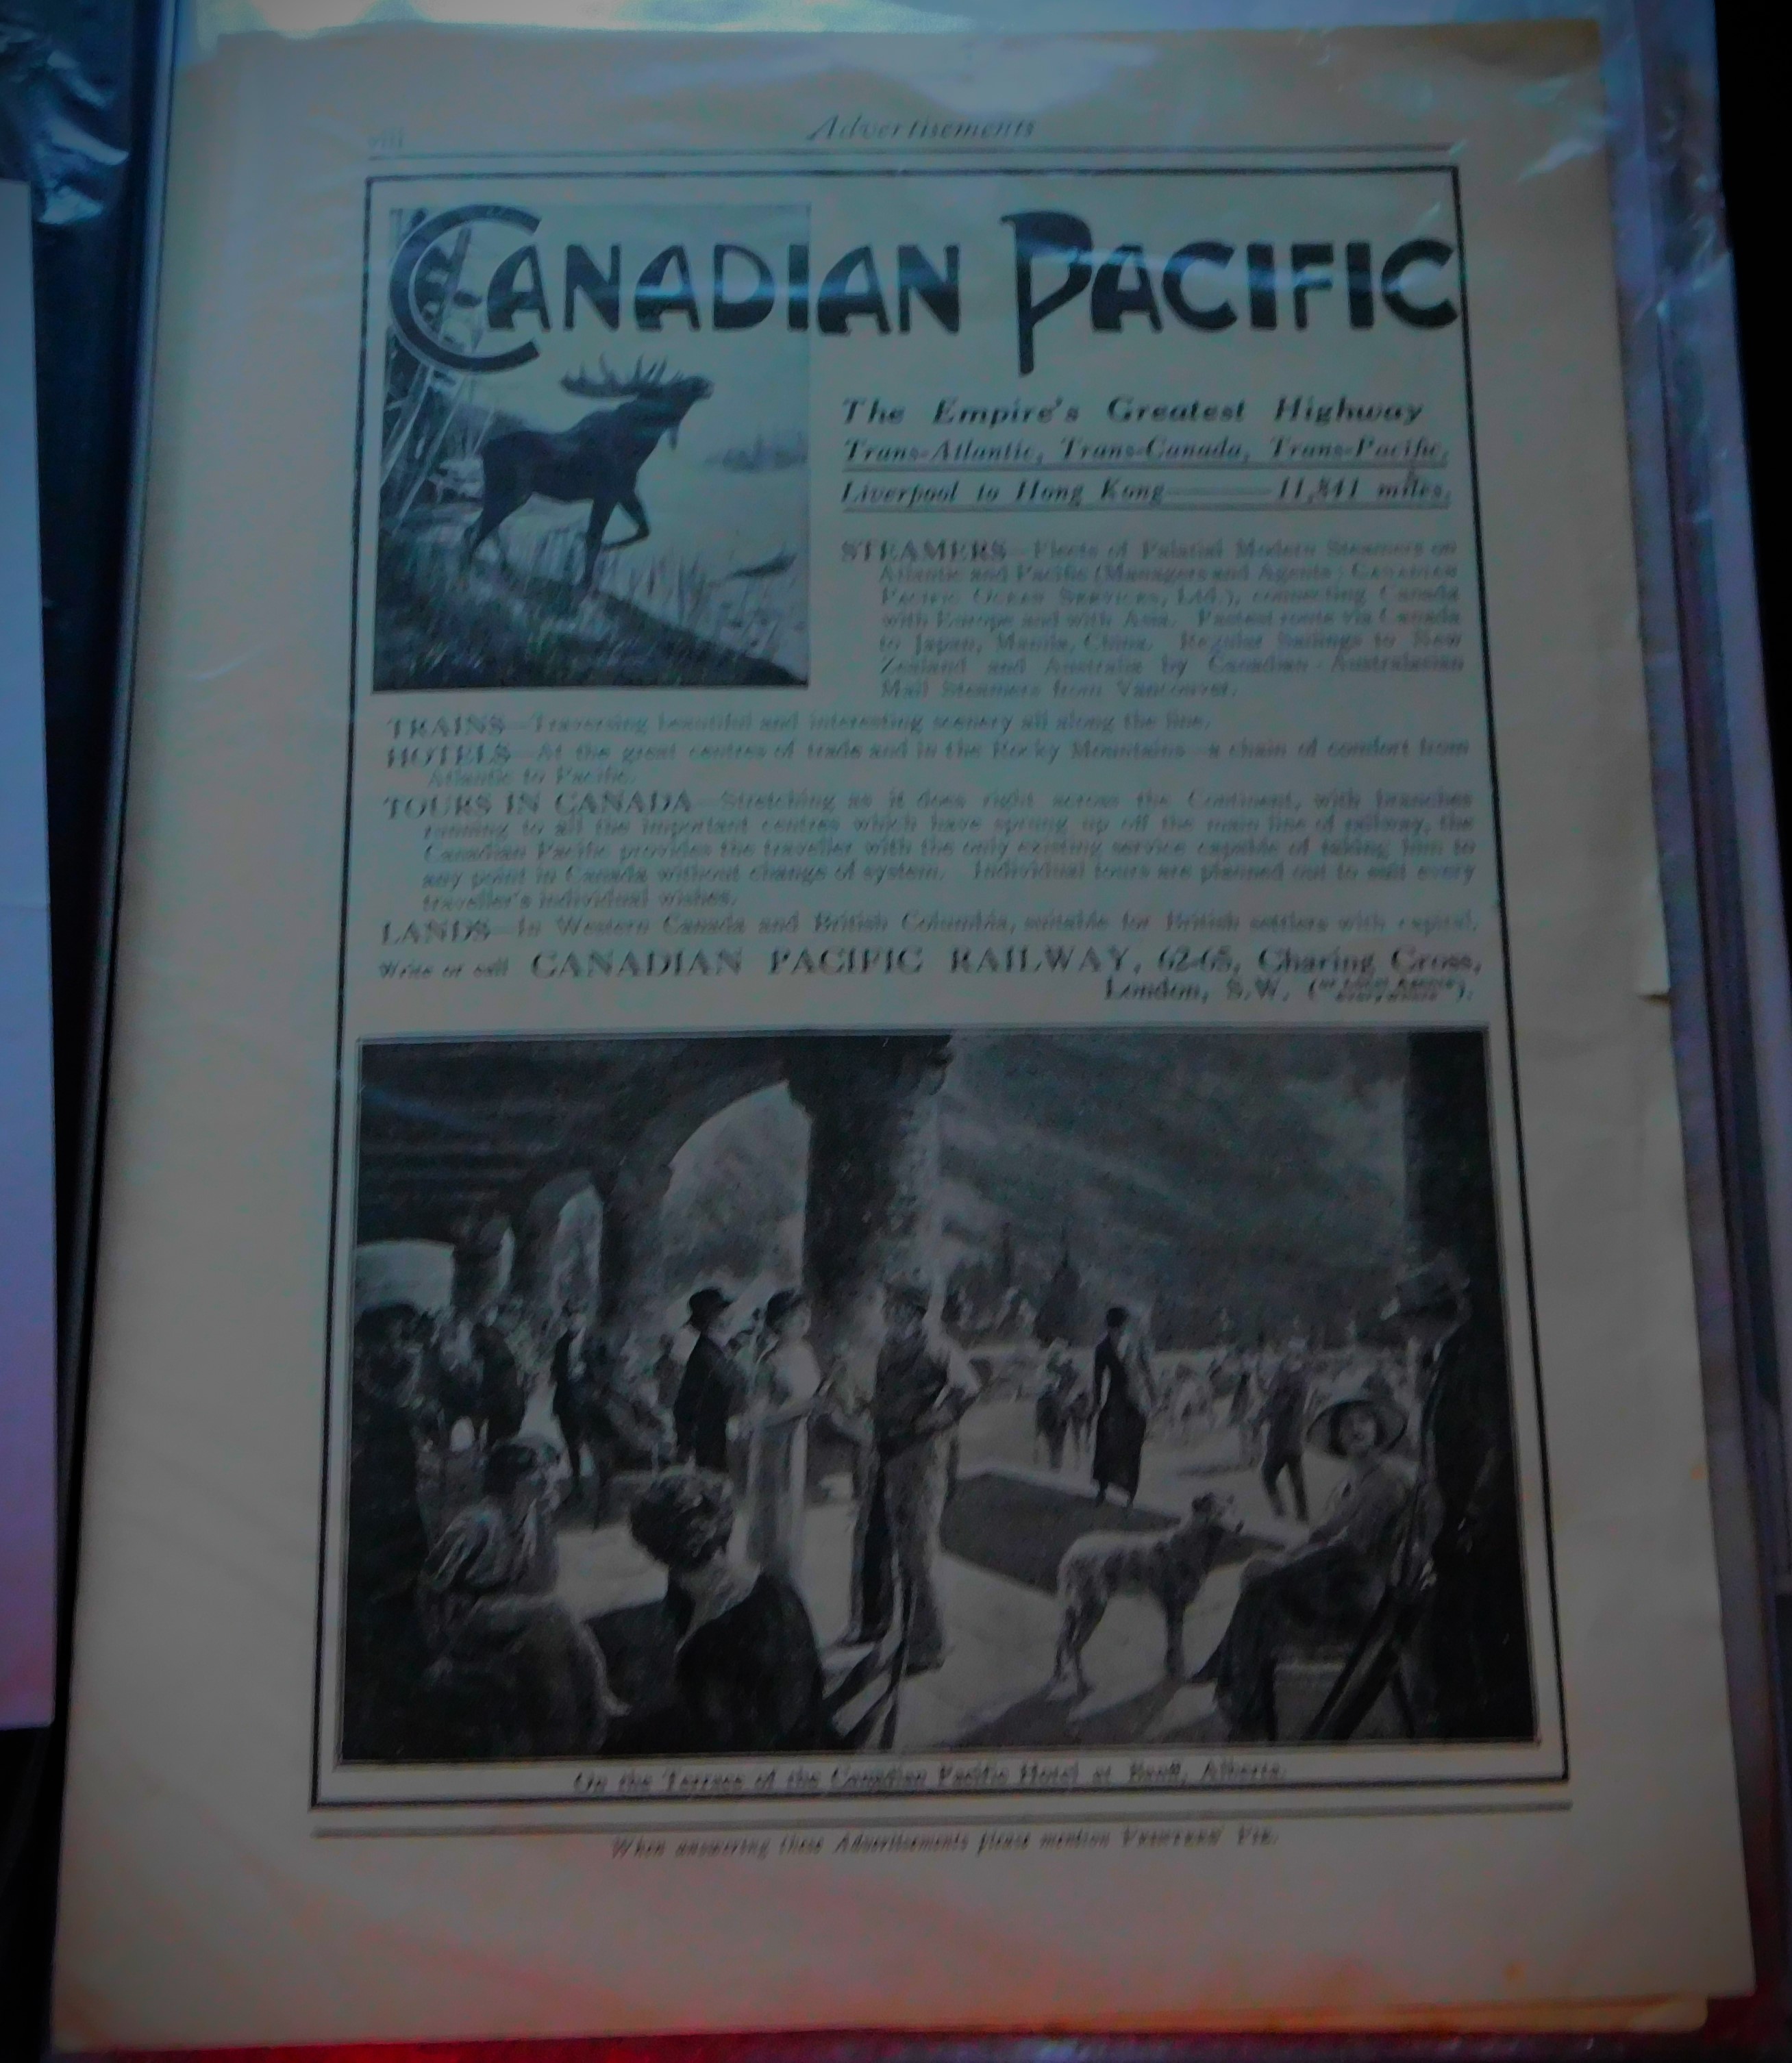 viii
Advertisements
CANADIAN PACIFIC
The Empire's Greatest Highway
Trans-Atlantic, Trans-Canada, Trans-Pacific,
Liverpool to Hong Kong—11,841 miles.
STEAMERS—Fleets of Palatial Modern Steamers on
Atlantic and Pacific (Managers and Agents: CANADIAN
PACIFIC OCEAN SERVICES, Ltd.), connecting Canada
with Europe and with Asia. Fastest route via Canada
to Japan, Manila, China. Regular Sailings to New
Zealand and Australia by Canadian-Australasian
Mail Steamers from Vancouver.
TRAINS—Traversing beautiful and interesting scenery all along the line.
HOTELS—At the great centres of trade and in the Rocky Mountains—a chain of comfort from
Atlantic to Pacific.
TOURS IN CANADA—Stretching as it does right across the Continent, with branches
running to all the important centres which have sprung up off the main line of railway, the
Canadian Pacific provides the traveller with the only existing service capable of taking him to
any point in Canada without change of system. Individual tours are planned out to suit every
traveller's individual wishes.
LANDS—In Western Canada and British Columbia, suitable for British settlers with capital.
Write or call CANADIAN PACIFIC RAILWAY, 62-65, Charing Cross,
London, S.W. (or Local Agents everywhere).
On the Terrace of the Canadian Pacific Hotel at Banff, Alberta.
When answering these Advertisements please mention PRINTERS' PIE.